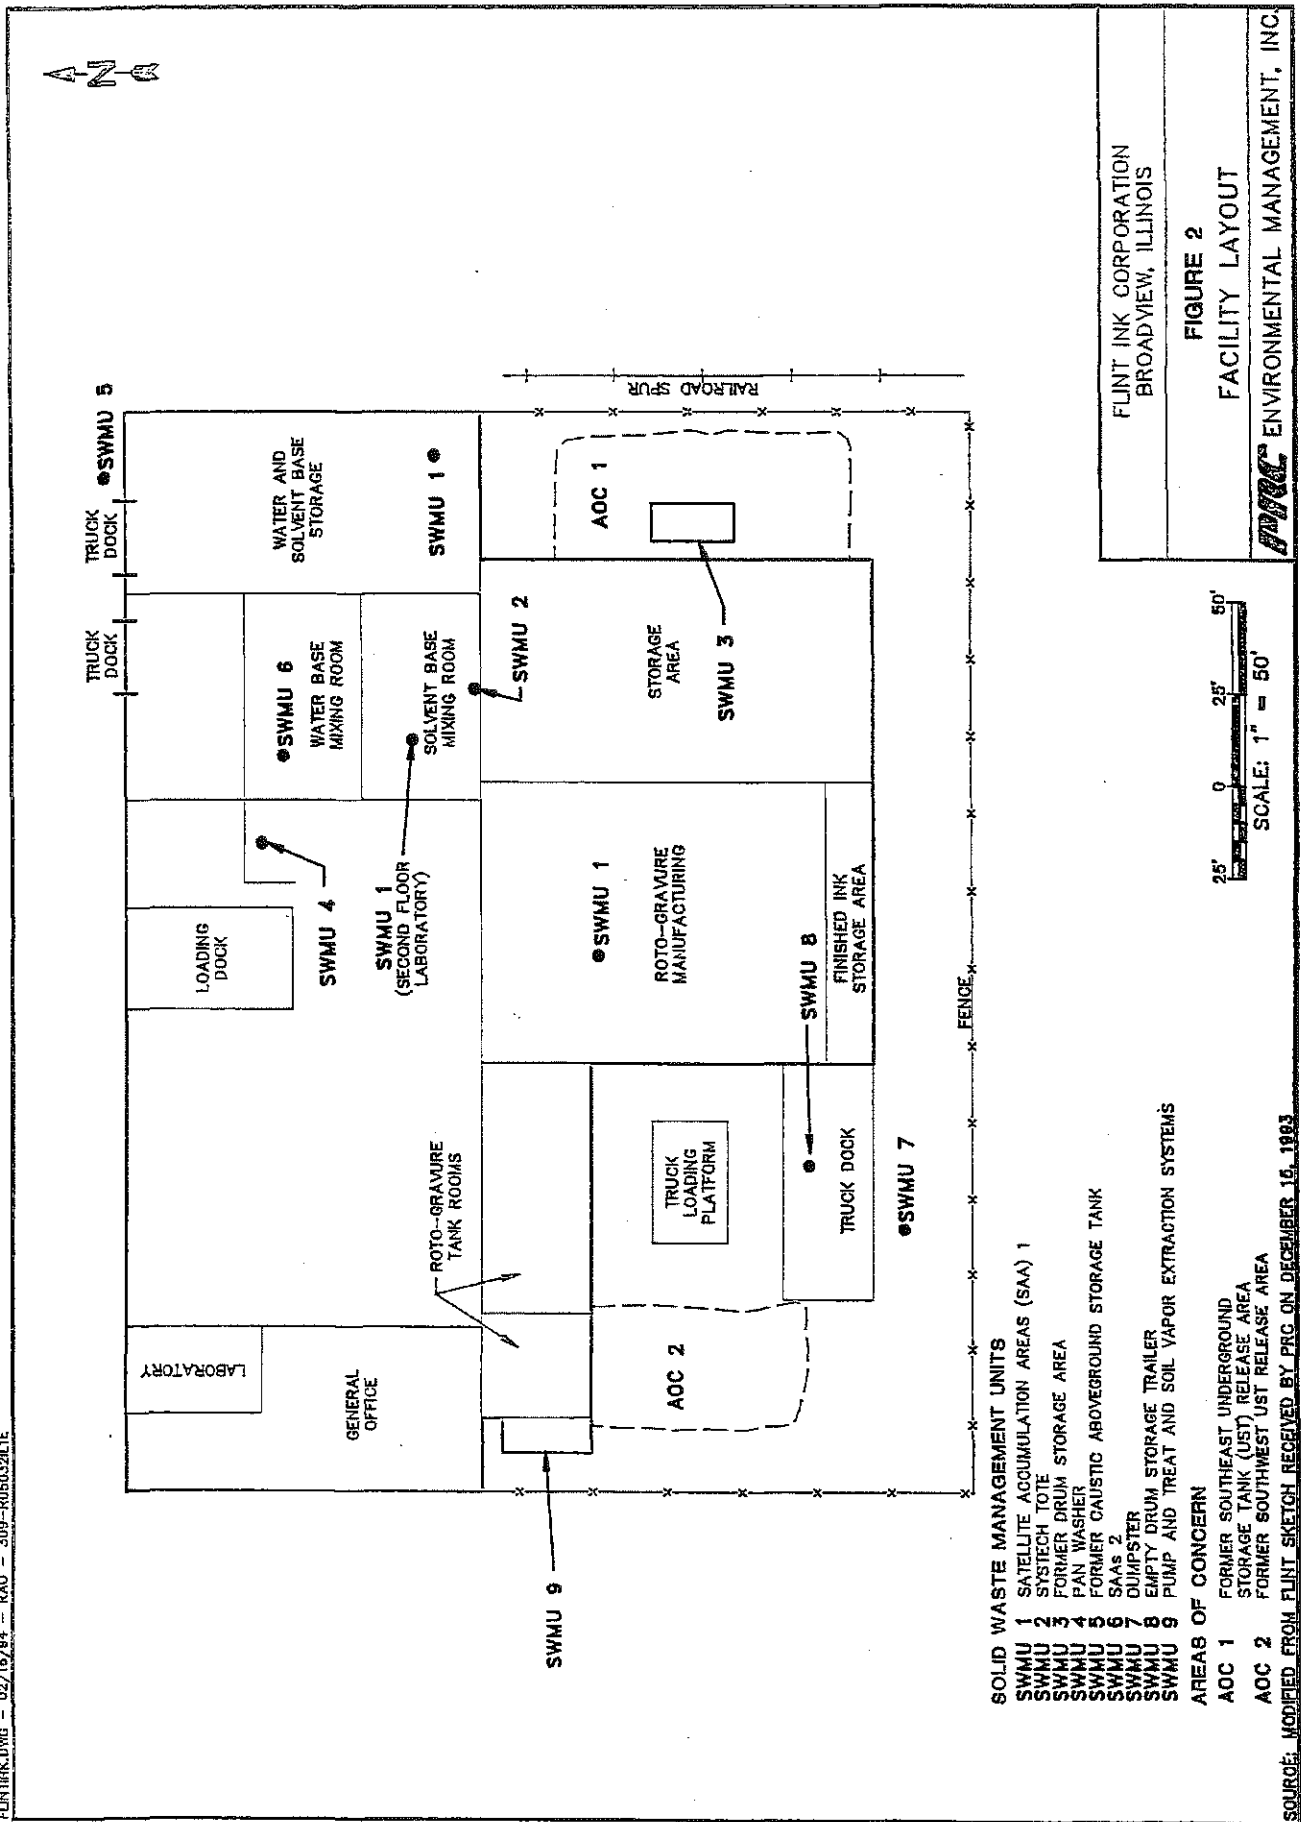 N
TRUCK
DOCK
TRUCK
DOCK
●SWMU 5
LABORATORY
GENERAL
OFFICE
LOADING
DOCK
SWMU 4
SWMU 1
(SECOND FLOOR
LABORATORY)
●SWMU 6
WATER BASE
MIXING ROOM
SOLVENT BASE
MIXING ROOM
SWMU 2
WATER AND
SOLVENT BASE
STORAGE
SWMU 1 ●
ROTO-GRAVURE
TANK ROOMS
SWMU 9
AOC 2
TRUCK
LOADING
PLATFORM
TRUCK DOCK
●SWMU 7
SWMU 8
●SWMU 1
ROTO-GRAVURE
MANUFACTURING
FINISHED INK
STORAGE AREA
STORAGE
AREA
SWMU 3
AOC 1
RAILROAD SPUR
FENCE
SOLID WASTE MANAGEMENT UNITS
SWMU 1 SATELLITE ACCUMULATION AREAS (SAA) 1
SWMU 2 SYSTECH TOTE
SWMU 3 FORMER DRUM STORAGE AREA
SWMU 4 PAN WASHER
SWMU 5 FORMER CAUSTIC ABOVEGROUND STORAGE TANK
SWMU 6 SAAs 2
SWMU 7 DUMPSTER
SWMU 8 EMPTY DRUM STORAGE TRAILER
SWMU 9 PUMP AND TREAT AND SOIL VAPOR EXTRACTION SYSTEMS
AREAS OF CONCERN
AOC 1 FORMER SOUTHEAST UNDERGROUND
STORAGE TANK (UST) RELEASE AREA
AOC 2 FORMER SOUTHWEST UST RELEASE AREA
SOURCE: MODIFIED FROM FLINT SKETCH RECEIVED BY PRC ON DECEMBER 16, 1993
25' 0 25' 50'
SCALE: 1" = 50'
FLINT INK CORPORATION
BROADVIEW, ILLINOIS
FIGURE 2
FACILITY LAYOUT
PRC ENVIRONMENTAL MANAGEMENT, INC.